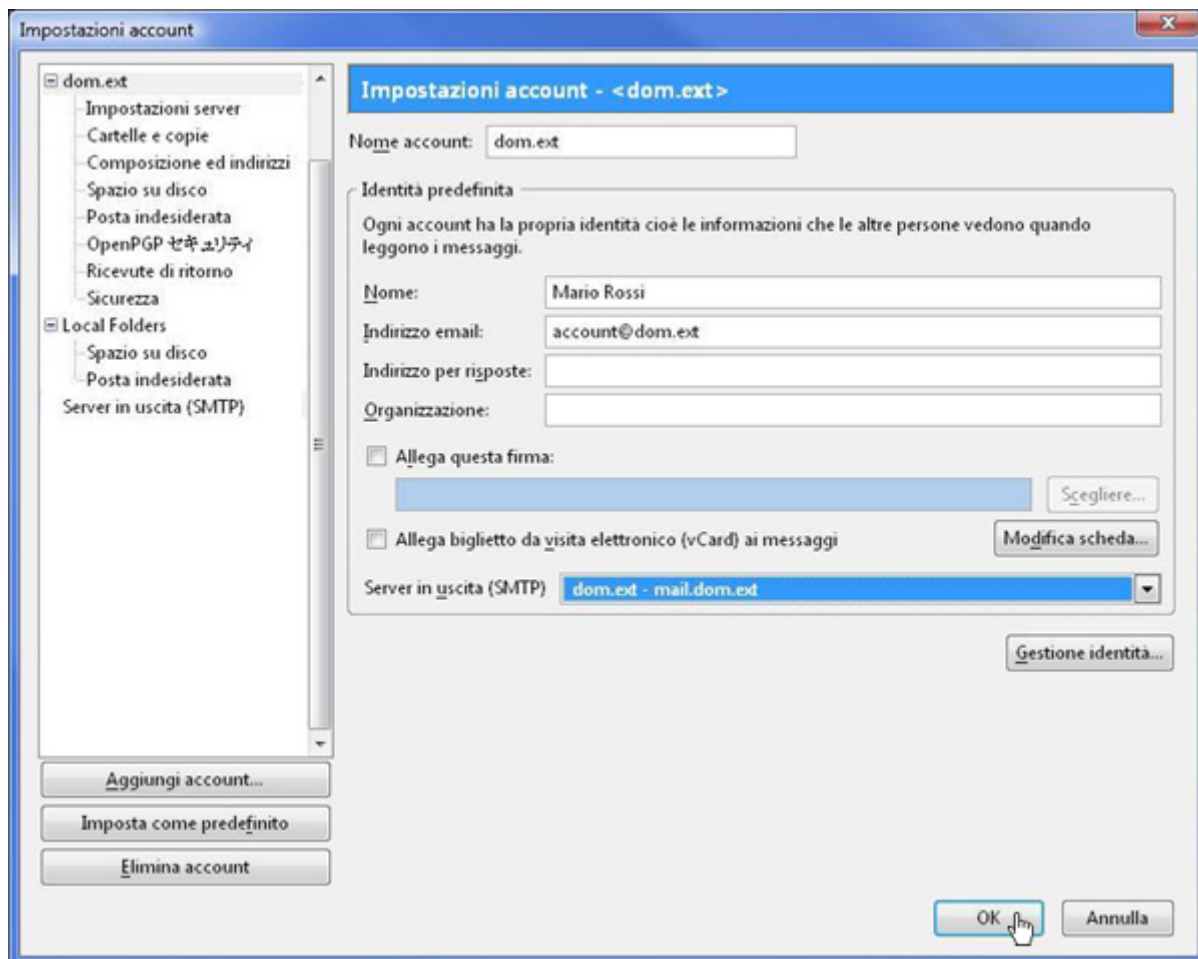 Impostazioni account
dom.ext
Impostazioni server
Cartelle e copie
Composizione ed indirizzi
Spazio su disco
Posta indesiderata
OpenPGP セキュリティ
Ricevute di ritorno
Sicurezza
Local Folders
Spazio su disco
Posta indesiderata
Server in uscita (SMTP)
Aggiungi account...
Imposta come predefinito
Elimina account
Impostazioni account - <dom.ext>
Nome account: dom.ext
Identità predefinita
Ogni account ha la propria identità cioè le informazioni che le altre persone vedono quando
leggono i messaggi.
Nome: Mario Rossi
Indirizzo email: account@dom.ext
Indirizzo per risposte:
Organizzazione:
Allega questa firma:
Scegliere...
Allega biglietto da visita elettronico (vCard) ai messaggi
Modifica scheda...
Server in uscita (SMTP) dom.ext - mail.dom.ext
Gestione identità...
OK Annulla